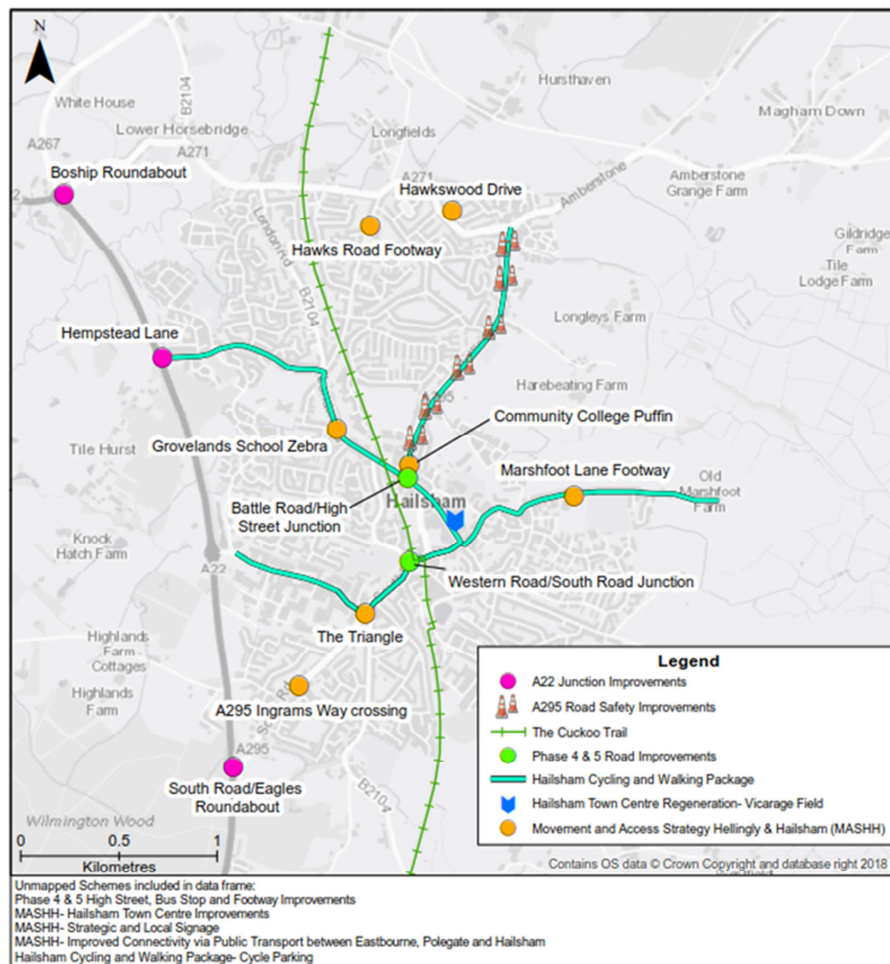 N
Hursthaven
White House
B2104
Magham Down
A267
Lower Horsebridge
Longfields
A271
A271
Boship Roundabout
Hawkswood Drive
Amberstone
Amberstone
Grange Farm
London Rd
Hawks Road Footway
Gildridge
Farm
Tile
Lodge Farm
B2104
Longleys Farm
Hempstead Lane
Harebeating Farm
Community College Puffin
Tile Hurst
Grovelands School Zebra
Marshfoot Lane Footway
Old
Marshfoot
Farm
Battle Road/High
Street Junction
Hailsham
Knock
Hatch Farm
A22
Western Road/South Road Junction
The Triangle
Highlands
Farm
Cottages
Highlands
Farm
A295 Ingrams Way crossing
A295
South Road/Eagles
Roundabout
B2104
Wilmington Wood
0 0.5 1
Kilometres
Legend
A22 Junction Improvements
A295 Road Safety Improvements
The Cuckoo Trail
Phase 4 & 5 Road Improvements
Hailsham Cycling and Walking Package
Hailsham Town Centre Regeneration- Vicarage Field
Movement and Access Strategy Hellingly & Hailsham (MASHH)
Contains OS data © Crown Copyright and database right 2018
Unmapped Schemes included in data frame:
Phase 4 & 5 High Street, Bus Stop and Footway Improvements
MASHH- Hailsham Town Centre Improvements
MASHH- Strategic and Local Signage
MASHH- Improved Connectivity via Public Transport between Eastbourne, Polegate and Hailsham
Hailsham Cycling and Walking Package- Cycle Parking